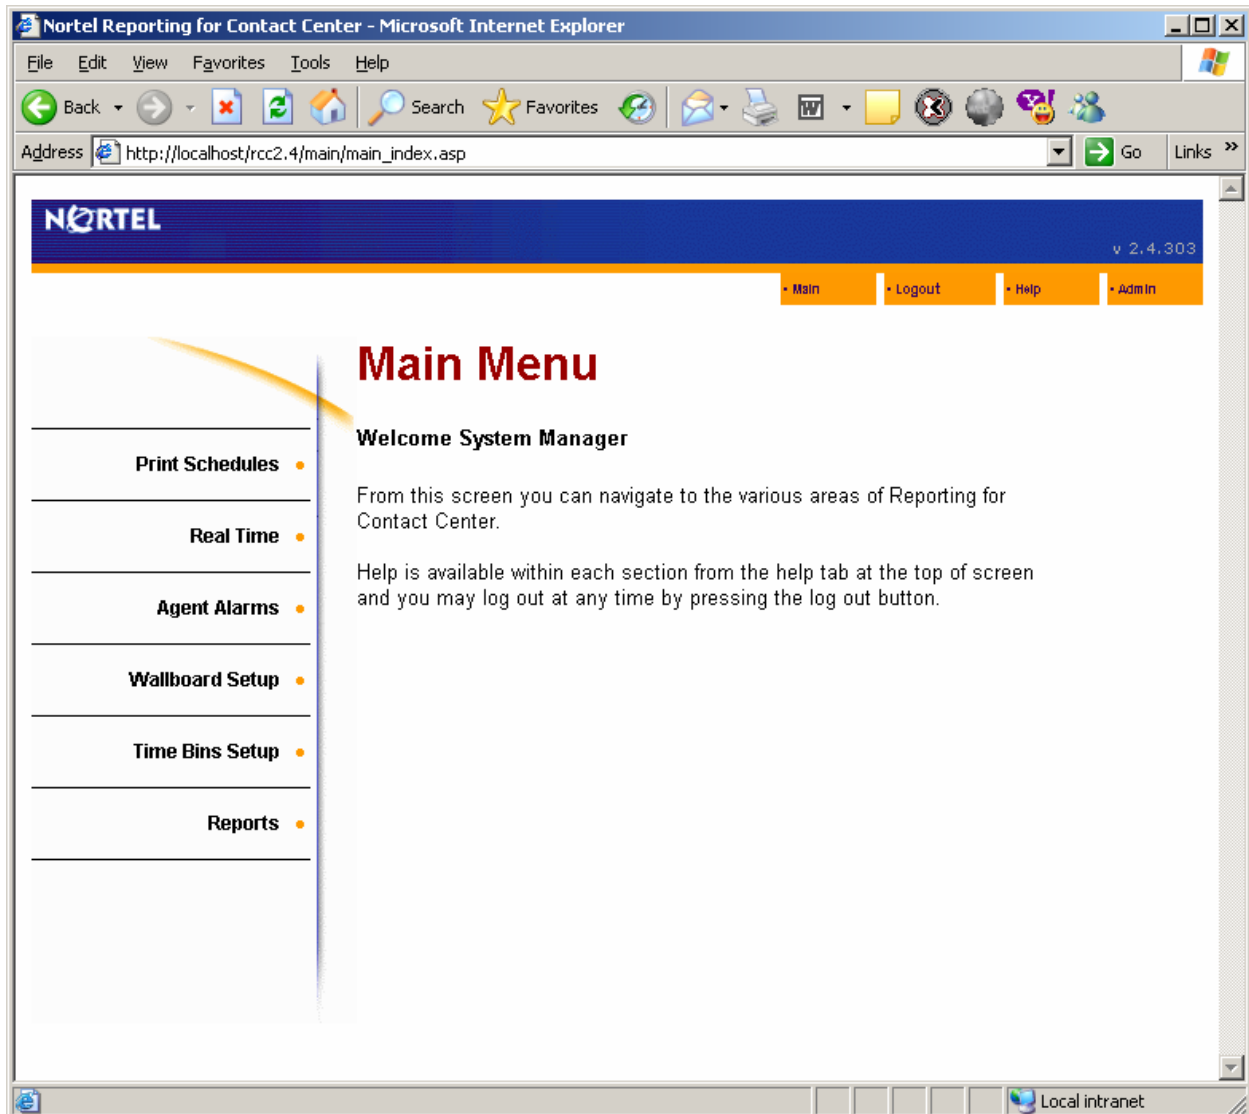 Nortel Reporting for Contact Center - Microsoft Internet Explorer
File Edit View Favorites Tools Help
Back Search Favorites
Address http://localhost/rcc2.4/main/main_index.asp Go Links »
NORTEL
v 2.4.303
• Main • Logout • Help • Admin
Main Menu
Welcome System Manager
From this screen you can navigate to the various areas of Reporting for
Contact Center.
Help is available within each section from the help tab at the top of screen
and you may log out at any time by pressing the log out button.
Print Schedules •
Real Time •
Agent Alarms •
Wallboard Setup •
Time Bins Setup •
Reports •
Local intranet